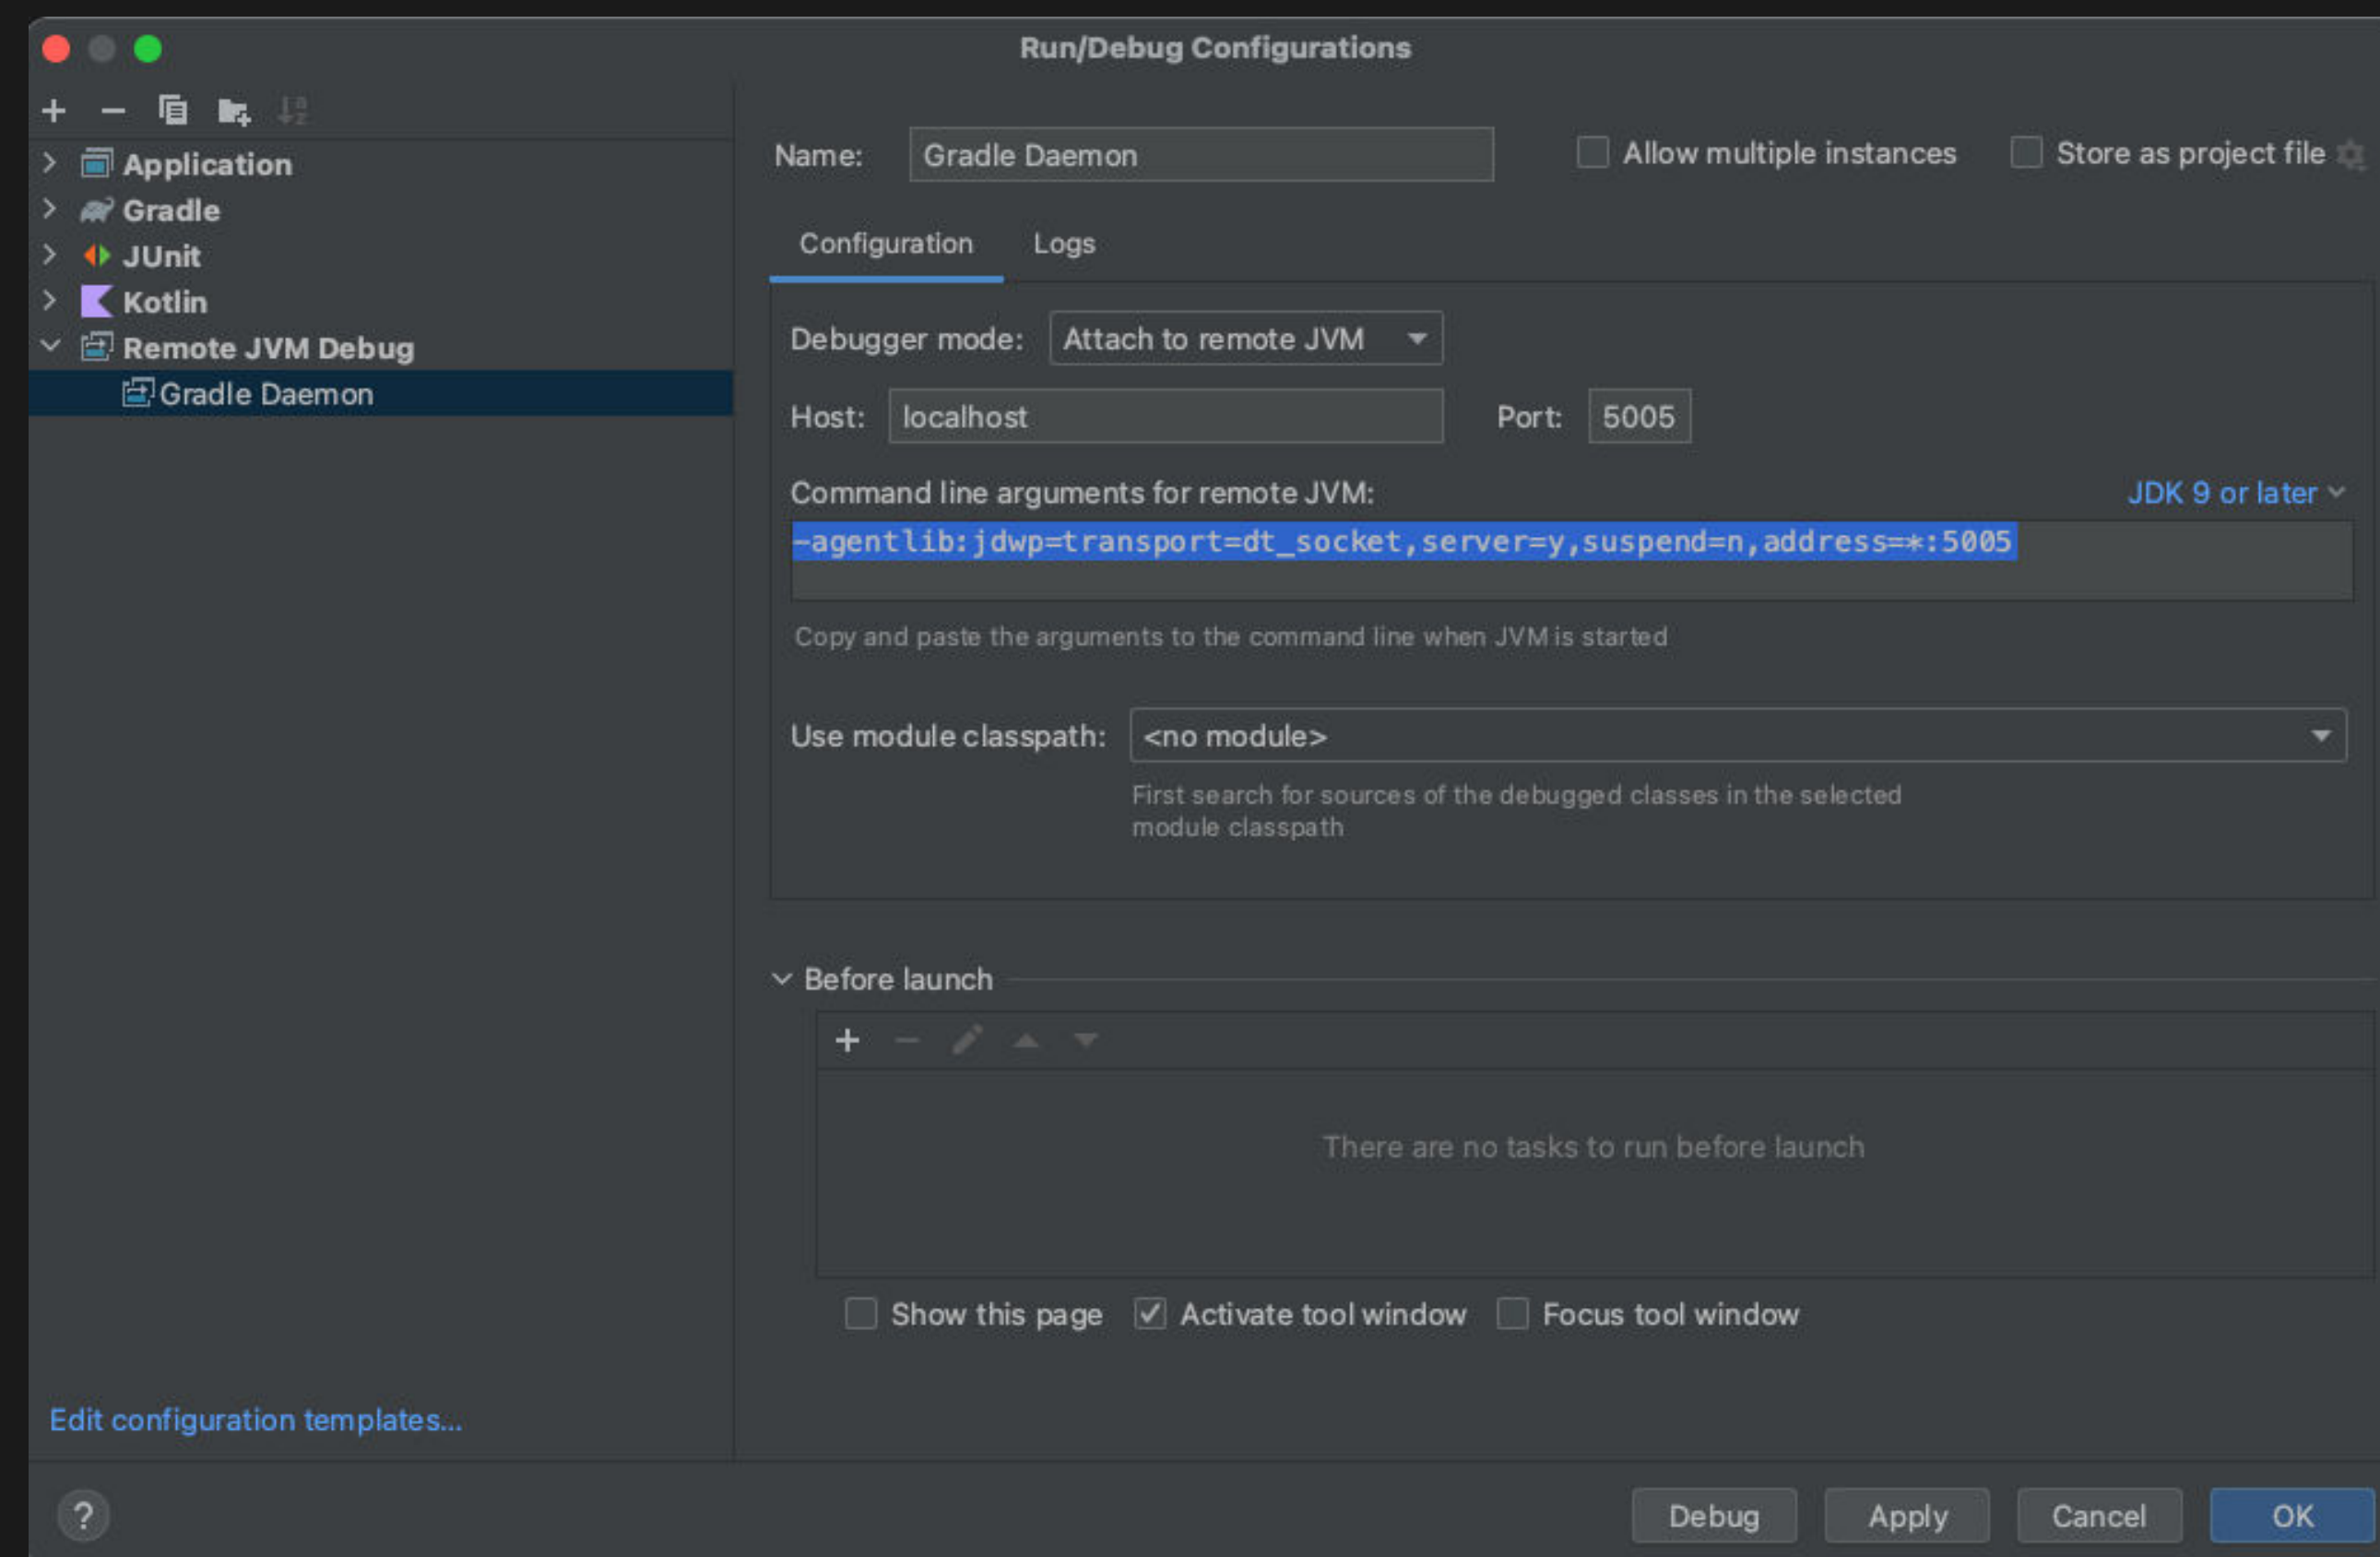 Run/Debug Configurations
Application
Gradle
JUnit
Kotlin
Remote JVM Debug
Gradle Daemon
Edit configuration templates...
Name: Gradle Daemon Allow multiple instances Store as project file
Configuration Logs
Debugger mode: Attach to remote JVM
Host: localhost Port: 5005
Command line arguments for remote JVM: JDK 9 or later
-agentlib:jdwp=transport=dt_socket,server=y,suspend=n,address=*:5005
Copy and paste the arguments to the command line when JVM is started
Use module classpath: <no module>
First search for sources of the debugged classes in the selected
module classpath
Before launch
There are no tasks to run before launch
Show this page Activate tool window Focus tool window
? Debug Apply Cancel OK